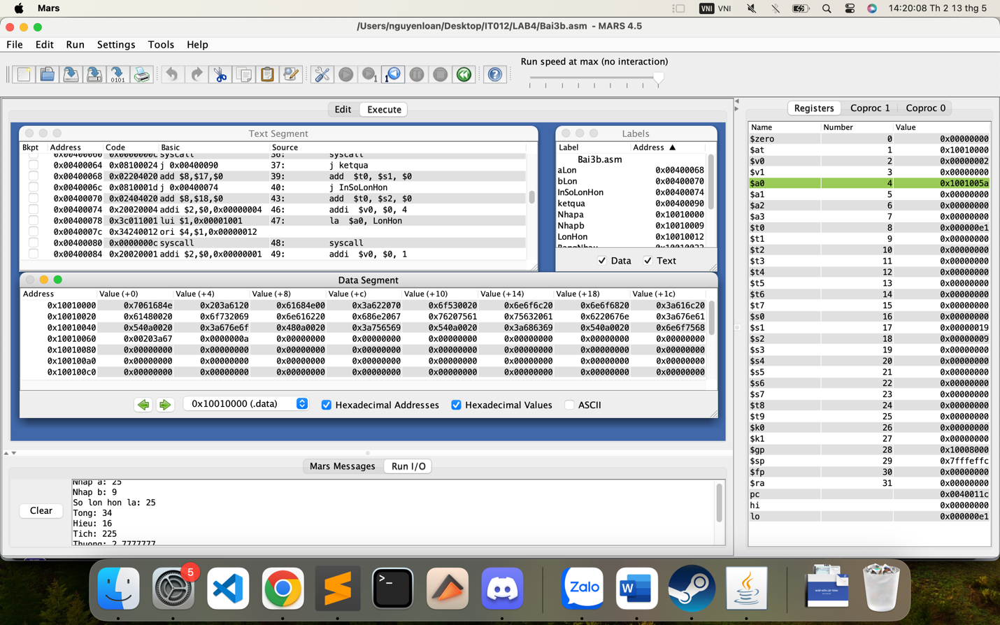 Mars
VNI VNI
14:20:08 Th 2 13 thg 5
/Users/nguyenloan/Desktop/IT012/LAB4/Bai3b.asm - MARS 4.5
File Edit Run Settings Tools Help
Run speed at max (no interaction)
Edit Execute
Text Segment
Bkpt Address Code Basic Source
0x00400060 0x0000000c syscall 36: syscall
0x00400064 0x08100024 j 0x00400090 37: j ketqua
0x00400068 0x02204020 add $8,$17,$0 39: add $t0, $s1, $0
0x0040006c 0x0810001d j 0x00400074 40: j InSoLonHon
0x00400070 0x02404020 add $8,$18,$0 43: add $t0, $s2, $0
0x00400074 0x20020004 addi $2,$0,0x00000004 46: addi $v0, $0, 4
0x00400078 0x3c011001 lui $1,0x00001001 47: la $a0, LonHon
0x0040007c 0x34240012 ori $4,$1,0x00000012
0x00400080 0x0000000c syscall 48: syscall
0x00400084 0x20020001 addi $2,$0,0x00000001 49: addi $v0, $0, 1
Labels
Label Address ▲
Bai3b.asm
aLon 0x00400068
bLon 0x00400070
InSoLonHon 0x00400074
ketqua 0x00400090
Nhapa 0x10010000
Nhapb 0x10010009
LonHon 0x10010012
BangNhau 0x10010022
Data Text
Data Segment
Address Value (+0) Value (+4) Value (+8) Value (+c) Value (+10) Value (+14) Value (+18) Value (+1c)
0x10010000 0x7061684e 0x203a6120 0x61684e00 0x3a622070 0x6f530020 0x6e6f6c20 0x6e6f6820 0x3a616c20
0x10010020 0x61480020 0x6f732069 0x6e616220 0x686e2067 0x76207561 0x75632061 0x6220676e 0x3a676e61
0x10010040 0x540a0020 0x3a676e6f 0x480a0020 0x3a756569 0x540a0020 0x3a686369 0x540a0020 0x6e6f7568
0x10010060 0x00203a67 0x0000000a 0x00000000 0x00000000 0x00000000 0x00000000 0x00000000 0x00000000
0x10010080 0x00000000 0x00000000 0x00000000 0x00000000 0x00000000 0x00000000 0x00000000 0x00000000
0x100100a0 0x00000000 0x00000000 0x00000000 0x00000000 0x00000000 0x00000000 0x00000000 0x00000000
0x100100c0 0x00000000 0x00000000 0x00000000 0x00000000 0x00000000 0x00000000 0x00000000 0x00000000
0x10010000 (.data) Hexadecimal Addresses Hexadecimal Values ASCII
Mars Messages Run I/O
Clear
Nhap a: 25
Nhap b: 9
So lon hon la: 25
Tong: 34
Hieu: 16
Tich: 225
Thuong: 2.7777777
Registers Coproc 1 Coproc 0
Name Number Value
$zero 0 0x00000000
$at 1 0x10010000
$v0 2 0x00000002
$v1 3 0x00000000
$a0 4 0x1001005a
$a1 5 0x00000000
$a2 6 0x00000000
$a3 7 0x00000000
$t0 8 0x000000e1
$t1 9 0x00000000
$t2 10 0x00000000
$t3 11 0x00000000
$t4 12 0x00000000
$t5 13 0x00000000
$t6 14 0x00000000
$t7 15 0x00000000
$s0 16 0x00000000
$s1 17 0x00000019
$s2 18 0x00000009
$s3 19 0x00000000
$s4 20 0x00000000
$s5 21 0x00000000
$s6 22 0x00000000
$s7 23 0x00000000
$t8 24 0x00000000
$t9 25 0x00000000
$k0 26 0x00000000
$k1 27 0x00000000
$gp 28 0x10008000
$sp 29 0x7fffeffc
$fp 30 0x00000000
$ra 31 0x00000000
pc 0x0040011c
hi 0x00000000
lo 0x000000e1
5
Zalo
W